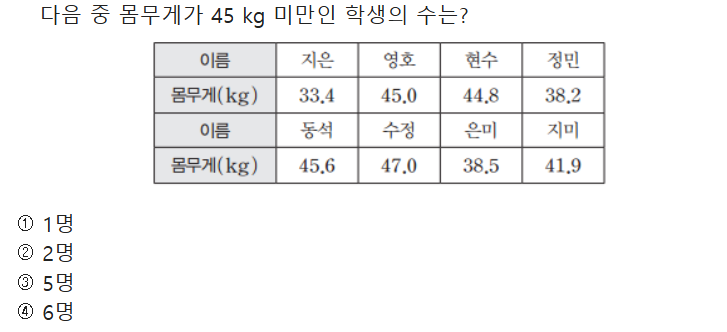 다음 중 몸무게가 45 kg 미만인 학생의 수는?
이름 지은 영호 현수 정민
몸무게(kg) 33.4 45.0 44.8 38.2
이름 동석 수정 은미 지미
몸무게(kg) 45.6 47.0 38.5 41.9
① 1명
② 2명
③ 5명
④ 6명